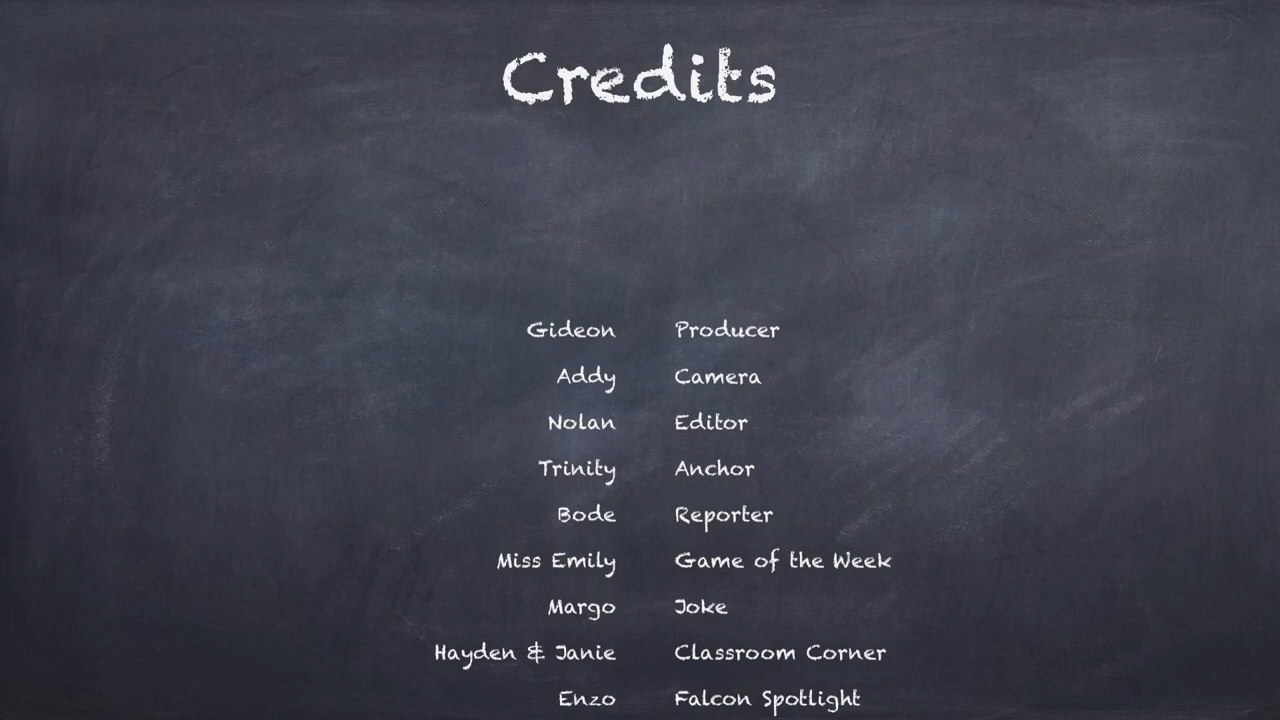 Credits
Gideon Producer
Addy Camera
Nolan Editor
Trinity Anchor
Bode Reporter
Miss Emily Game of the Week
Margo Joke
Hayden & Janie Classroom Corner
Enzo Falcon Spotlight